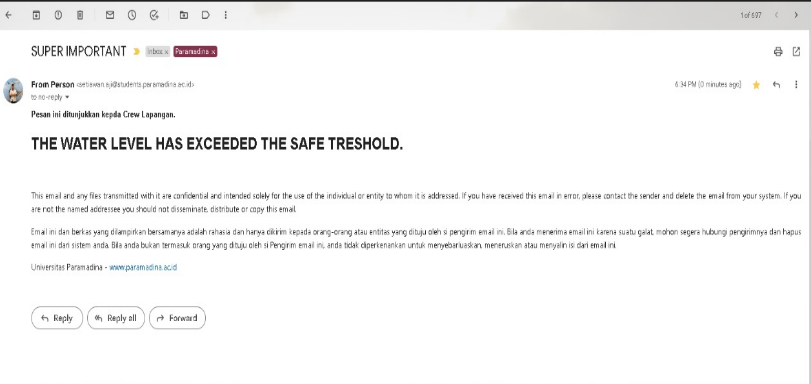 1 of 697
SUPER IMPORTANT Inbox x Paramadina x
From Person <setiawan.aji@students.paramadina.ac.id> 6:34 PM (0 minutes ago)
to no-reply
Pesan ini ditunjukkan kepda Crew Lapangan.
THE WATER LEVEL HAS EXCEEDED THE SAFE TRESHOLD.
This email and any files transmitted with it are confidential and intended solely for the use of the individual or entity to whom it is addressed. If you have received this email in error, please contact the sender and delete the email from your system. If you
are not the named addressee you should not disseminate, distribute or copy this email.
Email ini dan berkas yang dilampirkan bersamanya adalah rahasia dan hanya dikirim kepada orang-orang atau entitas yang dituju oleh si pengirim email ini. Bila anda menerima email ini karena suatu galat, mohon segera hubungi pengirimnya dan hapus
email ini dari sistem anda. Bila anda bukan termasuk orang yang dituju oleh si Pengirim email ini, anda tidak diperkenankan untuk menyebarluaskan, meneruskan atau menyalin isi dari email ini.
Universitas Paramadina - www.paramadina.ac.id
Reply Reply all Forward